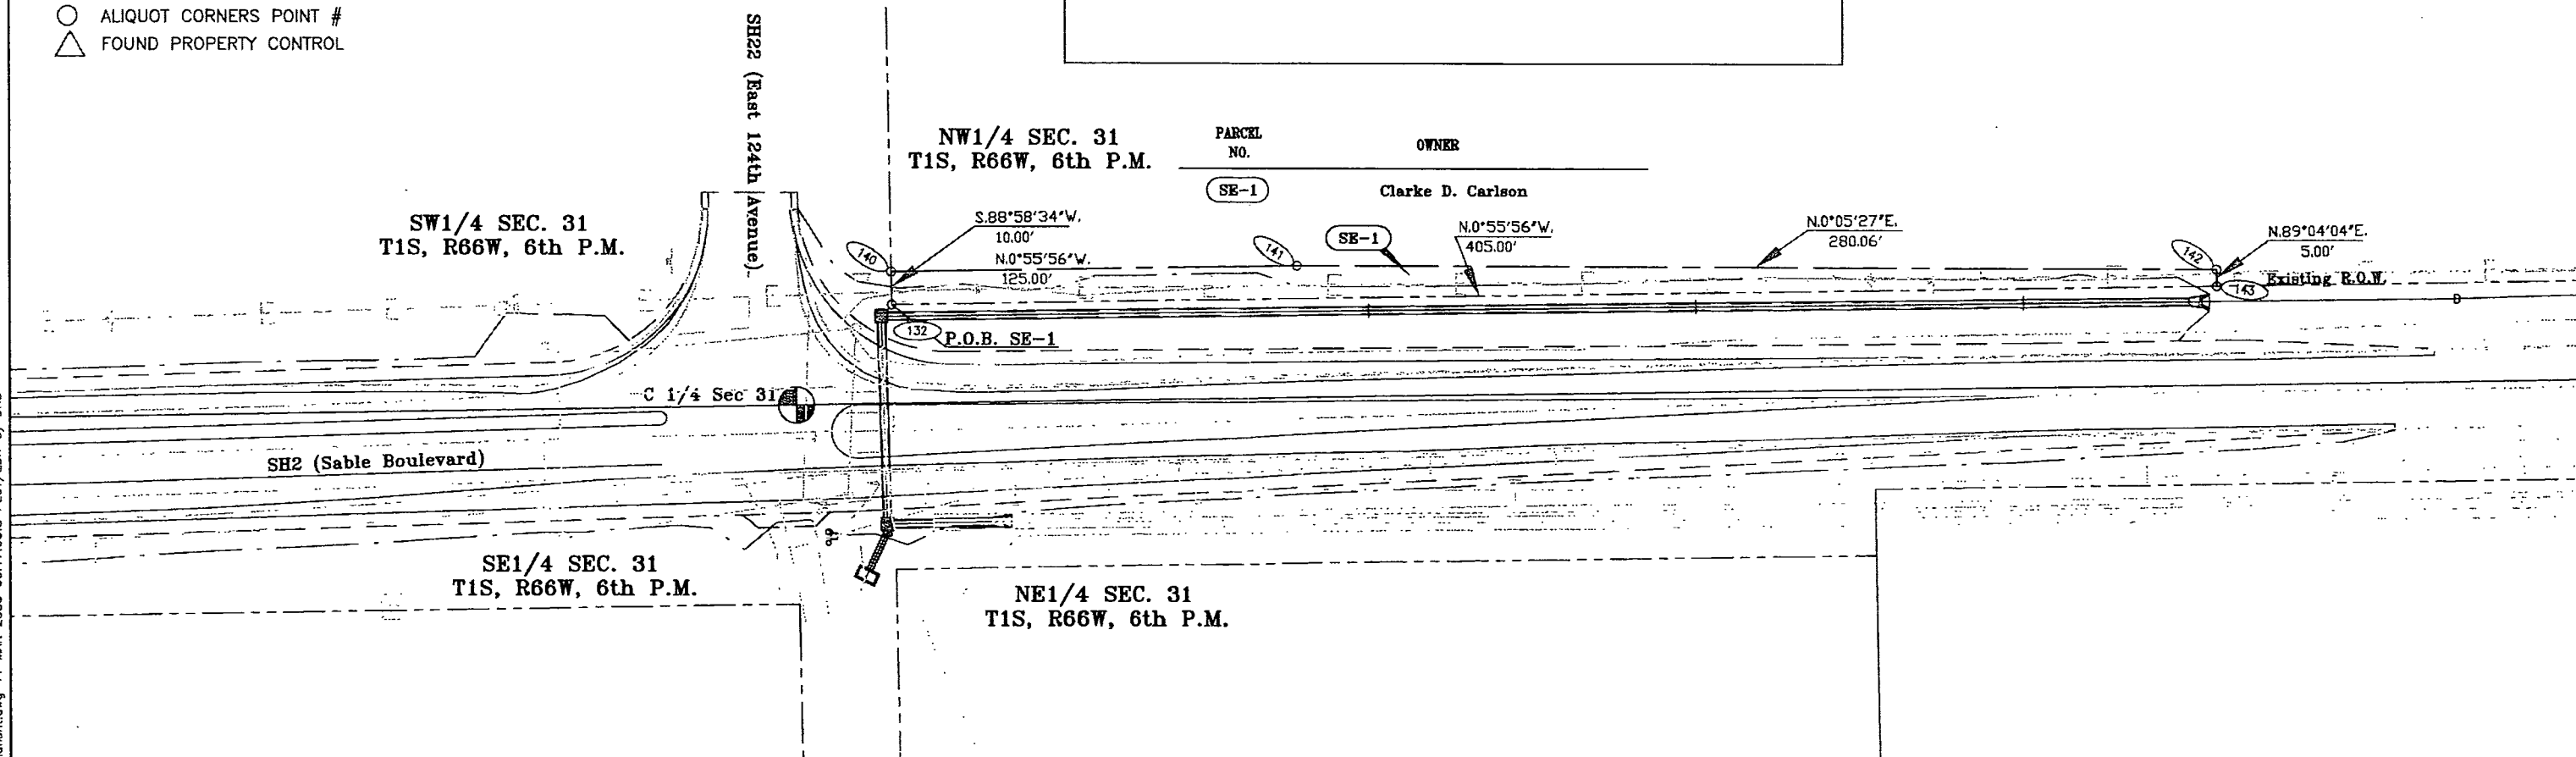 ALIQUOT CORNERS POINT #
FOUND PROPERTY CONTROL
SH22 (East 124th Avenue)
NW1/4 SEC. 31
T1S, R66W, 6th P.M.
PARCEL NO.
OWNER
SE-1
Clarke D. Carlson
SW1/4 SEC. 31
T1S, R66W, 6th P.M.
S.88°58'34"W.
10.00'
N.0°55'56"W.
125.00'
140
141
SE-1
N.0°55'56"W.
405.00'
N.0°05'27"E.
280.06'
142
N.89°04'04"E.
5.00'
143
Existing R.O.W.
132
P.O.B. SE-1
C 1/4 Sec 31
SH2 (Sable Boulevard)
SE1/4 SEC. 31
T1S, R66W, 6th P.M.
NE1/4 SEC. 31
T1S, R66W, 6th P.M.